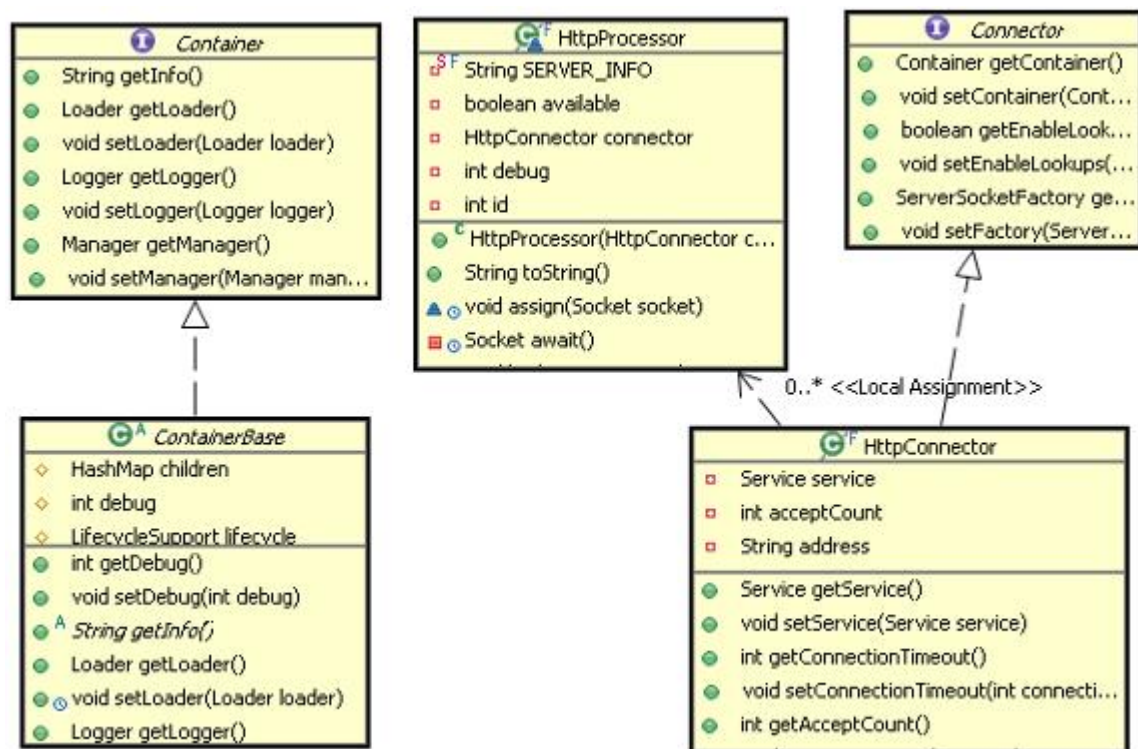 Container
String getInfo()
Loader getLoader()
void setLoader(Loader loader)
Logger getLogger()
void setLogger(Logger logger)
Manager getManager()
void setManager(Manager man...
HttpProcessor
String SERVER_INFO
boolean available
HttpConnector connector
int debug
int id
HttpProcessor(HttpConnector c...
String toString()
void assign(Socket socket)
Socket await()
Connector
Container getContainer()
void setContainer(Cont...
boolean getEnableLook...
void setEnableLookups(...
ServerSocketFactory ge...
void setFactory(Server...
0..* <<Local Assignment>>
ContainerBase
HashMap children
int debug
LifecycleSupport lifecycle
int getDebug()
void setDebug(int debug)
String getInfo()
Loader getLoader()
void setLoader(Loader loader)
Logger getLogger()
HttpConnector
Service service
int acceptCount
String address
Service getService()
void setService(Service service)
int getConnectionTimeout()
void setConnectionTimeout(int connecti...
int getAcceptCount()